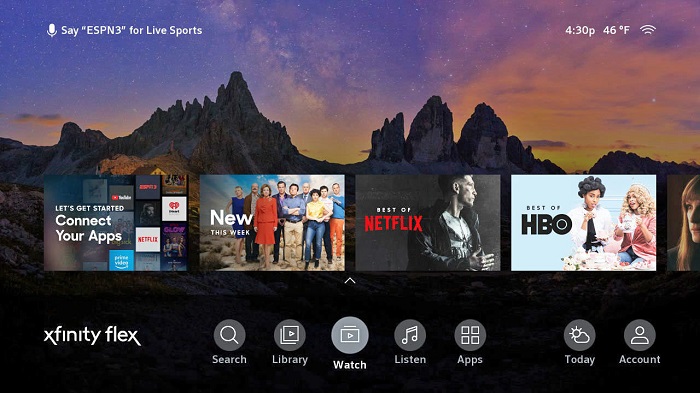 Say "ESPN3" for Live Sports
4:30p 46 °F
LET'S GET STARTED
Connect
Your Apps
YouTube
ESPN3
iHeart
GLOW
NETFLIX
prime video
New
THIS WEEK
BEST OF
NETFLIX
BEST OF
HBO
xfinity flex
Search
Library
Watch
Listen
Apps
Today
Account